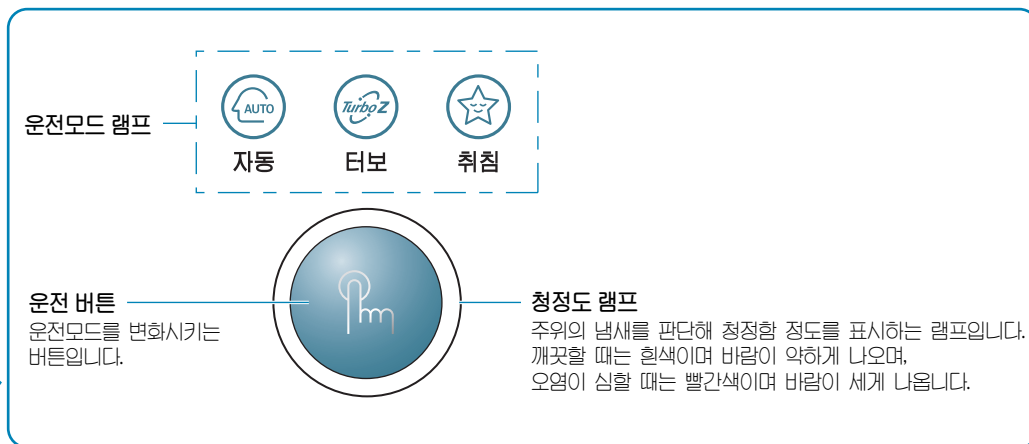 운전모드 램프
AUTO
Turbo Z
자동
터보
취침
운전 버튼
운전모드를 변화시키는
버튼입니다.
청정도 램프
주위의 냄새를 판단해 청정함 정도를 표시하는 램프입니다.
깨끗할 때는 흰색이며 바람이 약하게 나오며,
오염이 심할 때는 빨간색이며 바람이 세게 나옵니다.